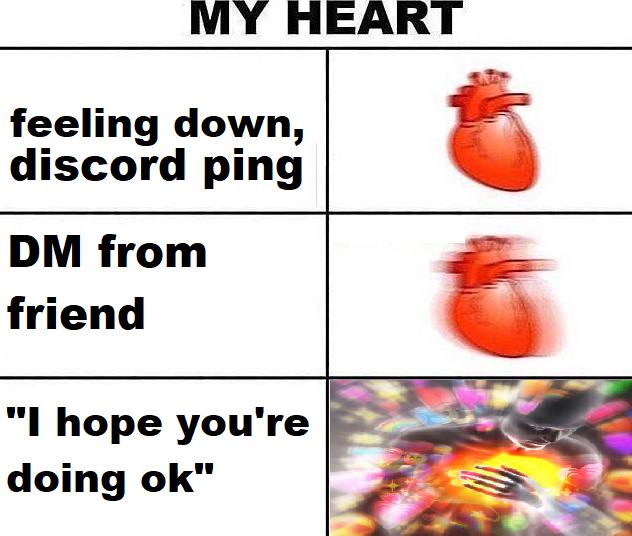 MY HEART
feeling down,
discord ping
DM from
friend
"I hope you're
doing ok"